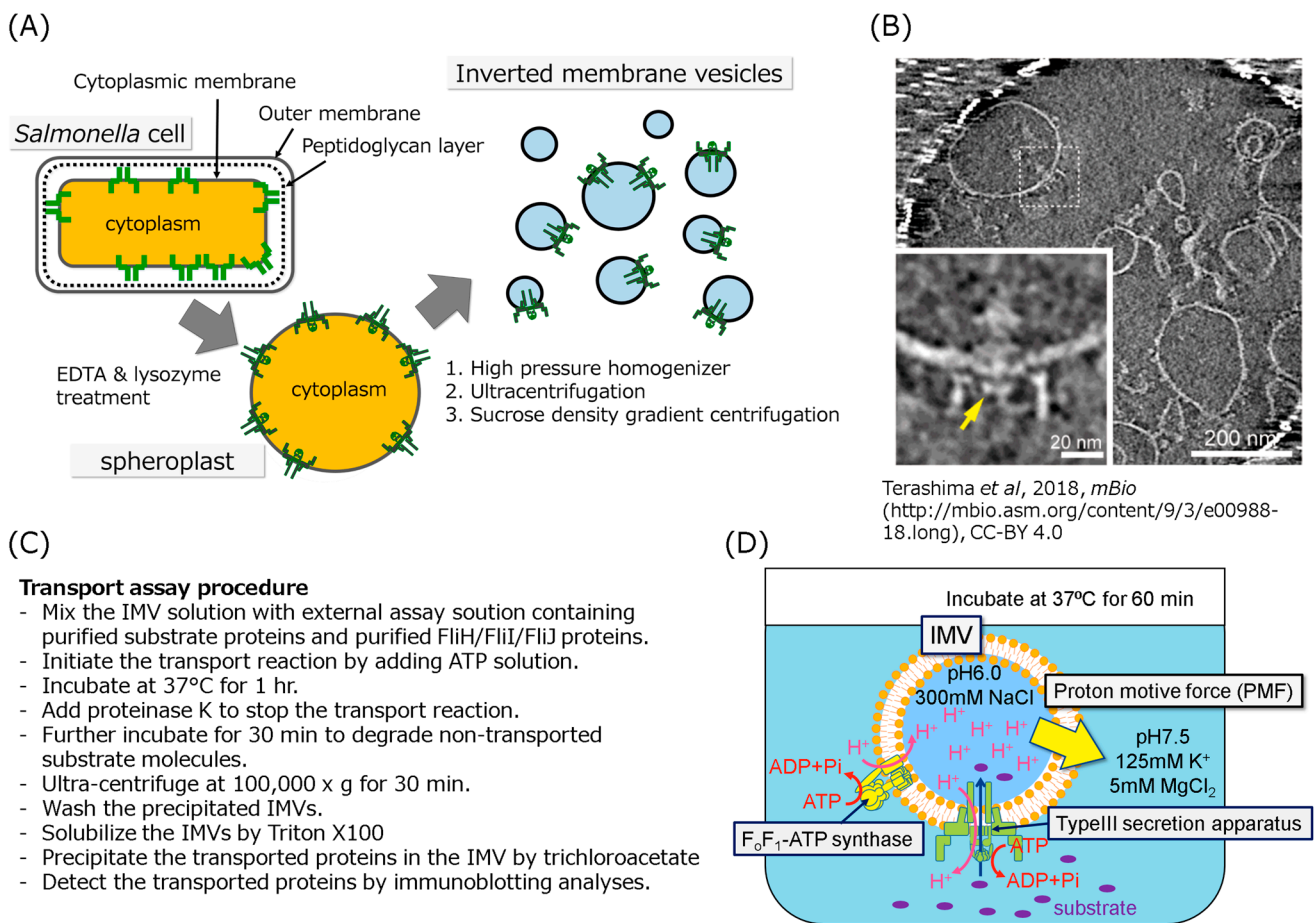 (A)
Cytoplasmic membrane
Outer membrane
Salmonella cell
Peptidoglycan layer
cytoplasm
Inverted membrane vesicles
EDTA & lysozyme
treatment
cytoplasm
spheroplast
1. High pressure homogenizer
2. Ultracentrifugation
3. Sucrose density gradient centrifugation
(B)
20 nm
200 nm
Terashima et al, 2018, mBio
(http://mbio.asm.org/content/9/3/e00988-
18.long), CC-BY 4.0
(C)
Transport assay procedure
- Mix the IMV solution with external assay soution containing
purified substrate proteins and purified FliH/FliI/FliJ proteins.
- Initiate the transport reaction by adding ATP solution.
- Incubate at 37°C for 1 hr.
- Add proteinase K to stop the transport reaction.
- Further incubate for 30 min to degrade non-transported
substrate molecules.
- Ultra-centrifuge at 100,000 x g for 30 min.
- Wash the precipitated IMVs.
- Solubilize the IMVs by Triton X100
- Precipitate the transported proteins in the IMV by trichloroacetate
- Detect the transported proteins by immunoblotting analyses.
(D)
Incubate at 37ºC for 60 min
IMV
pH6.0
300mM NaCl
Proton motive force (PMF)
H⁺
H⁺
H⁺
H⁺
H⁺
H⁺
H⁺
H⁺
H⁺
H⁺
pH7.5
125mM K⁺
5mM MgCl₂
ADP+Pi
ATP
FₒF₁-ATP synthase
TypeIII secretion apparatus
ATP
H⁺
ADP+Pi
substrate